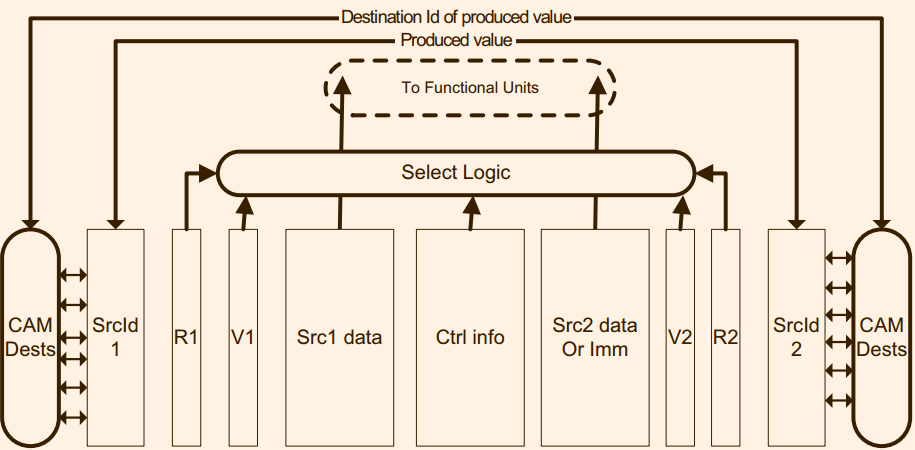 Destination Id of produced value
Produced value
To Functional Units
Select Logic
CAM
Dests
SrcId
1
R1
V1
Src1 data
Ctrl info
Src2 data
Or Imm
V2
R2
SrcId
2
CAM
Dests